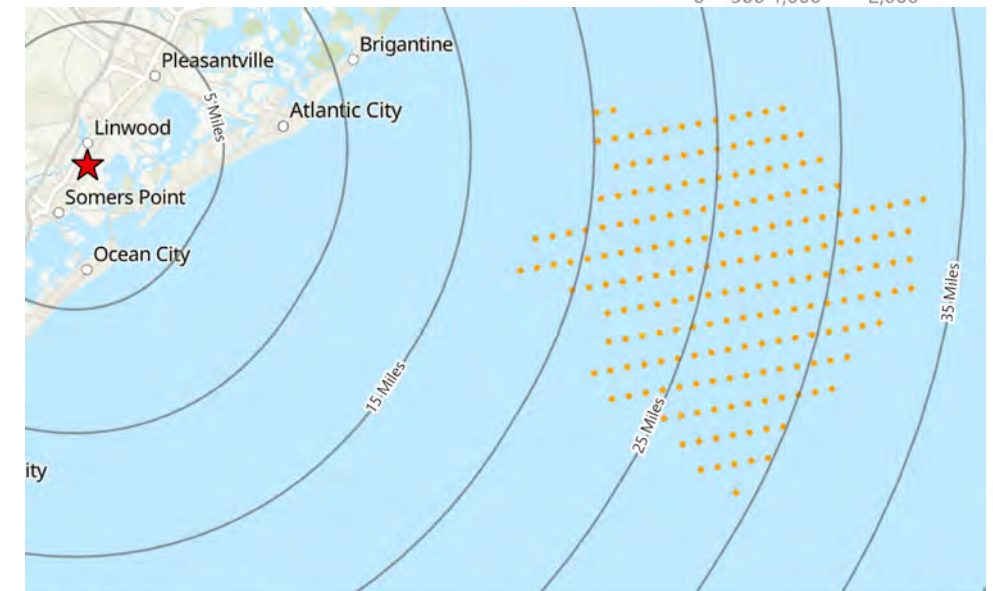 Brigantine
Pleasantville
5 Miles
Atlantic City
Linwood
Somers Point
Ocean City
35 Miles
15 Miles
25 Miles
ity